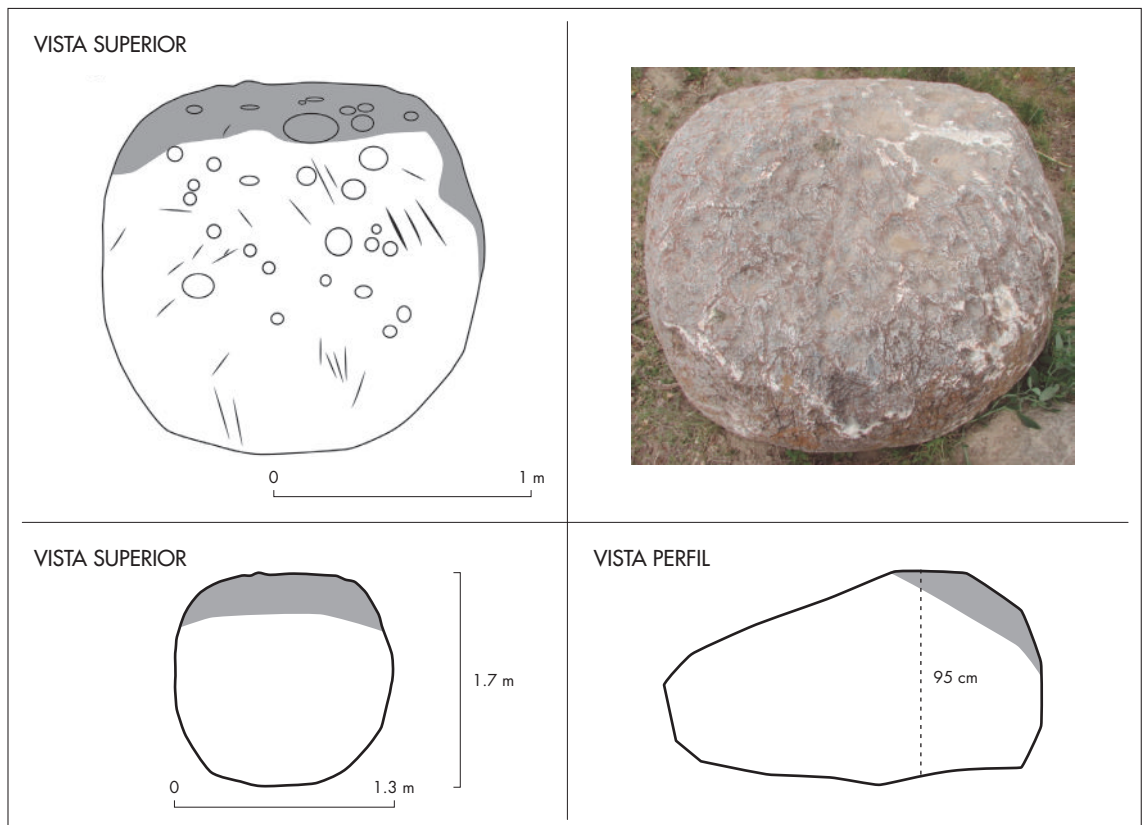 VISTA SUPERIOR
0 1 m
VISTA SUPERIOR
1.7 m
0 1.3 m
VISTA PERFIL
95 cm